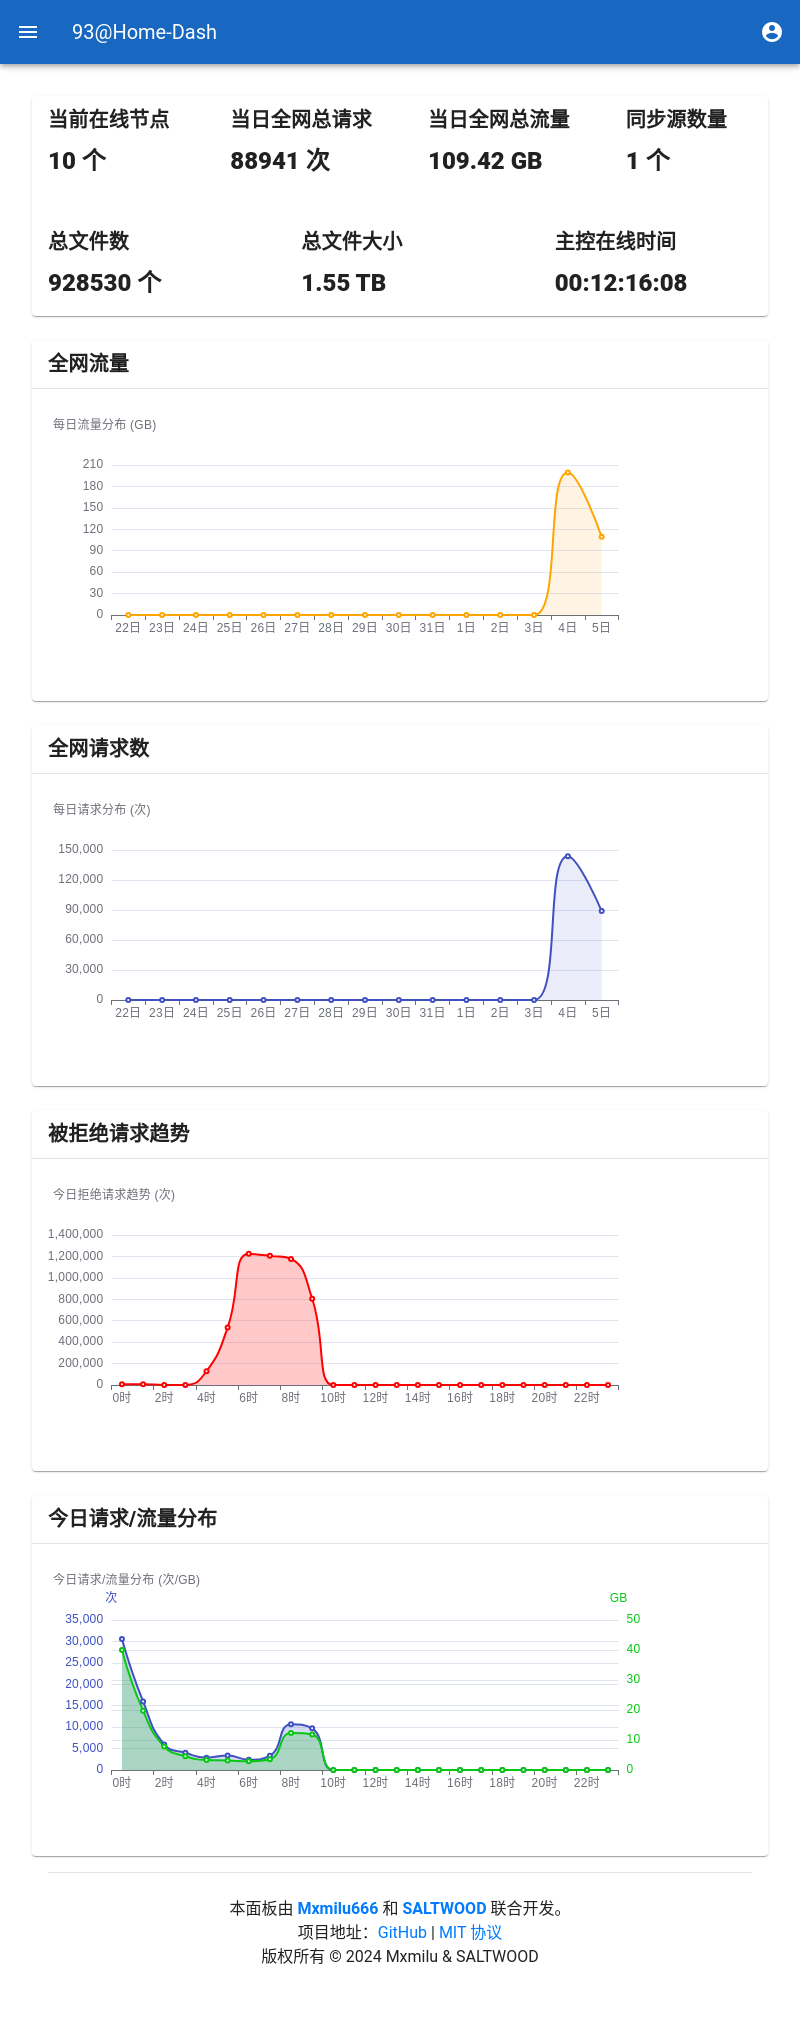 93@Home-Dash
当前在线节点 当日全网总请求 当日全网总流量 同步源数量
10 个 88941 次 109.42 GB 1 个
总文件数 总文件大小 主控在线时间
928530 个 1.55 TB 00:12:16:08
全网流量
每日流量分布 (GB)
210
180
150
120
90
60
30
0
22日 23日 24日 25日 26日 27日 28日 29日 30日 31日 1日 2日 3日 4日 5日
全网请求数
每日请求分布 (次)
150,000
120,000
90,000
60,000
30,000
0
22日 23日 24日 25日 26日 27日 28日 29日 30日 31日 1日 2日 3日 4日 5日
被拒绝请求趋势
今日拒绝请求趋势 (次)
1,400,000
1,200,000
1,000,000
800,000
600,000
400,000
200,000
0
0时 2时 4时 6时 8时 10时 12时 14时 16时 18时 20时 22时
今日请求/流量分布
今日请求/流量分布 (次/GB)
次 GB
35,000 50
30,000 40
25,000 30
20,000 20
15,000 10
10,000 0
5,000
0
0时 2时 4时 6时 8时 10时 12时 14时 16时 18时 20时 22时
本面板由 Mxmilu666 和 SALTWOOD 联合开发。
项目地址：GitHub | MIT 协议
版权所有 © 2024 Mxmilu & SALTWOOD